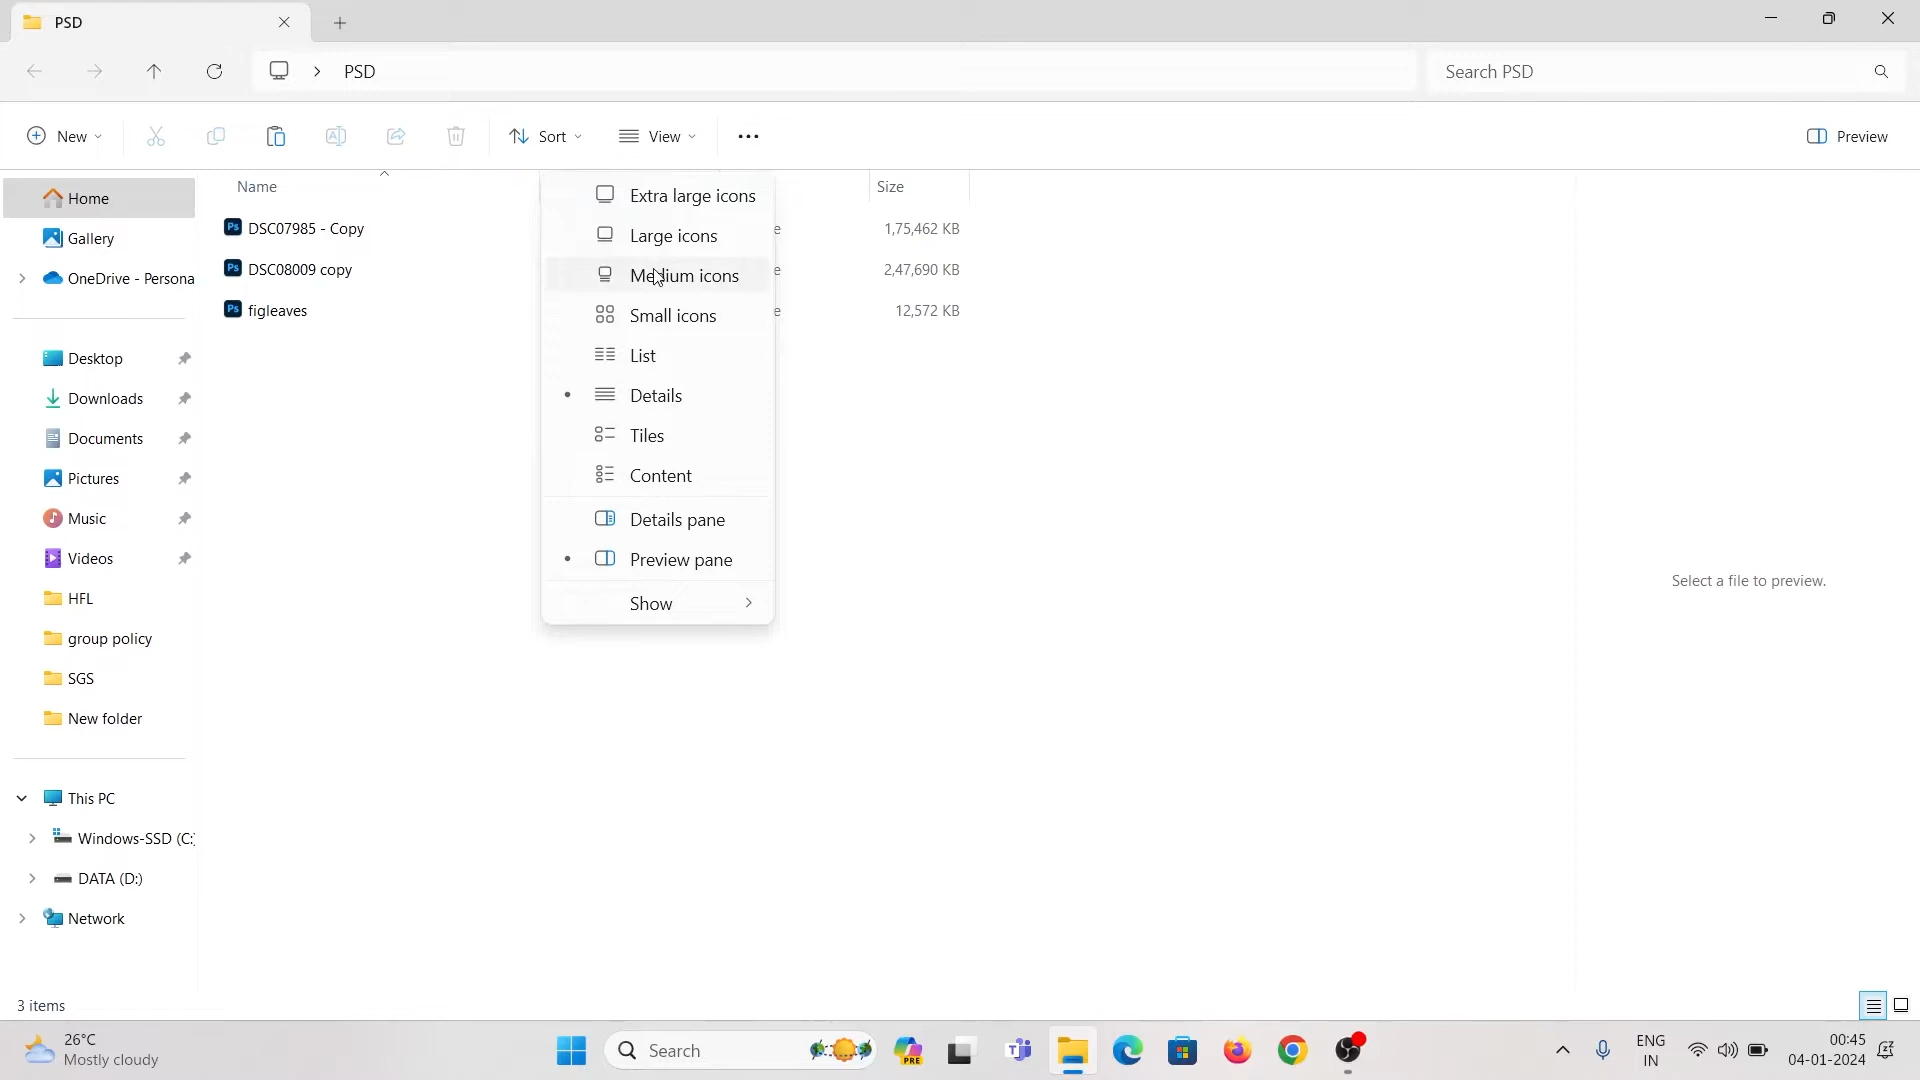 PSD
PSD
Search PSD
New
Sort
View
Preview
Home
Gallery
OneDrive - Persona
Desktop
Downloads
Documents
Pictures
Music
Videos
HFL
group policy
SGS
New folder
This PC
Windows-SSD (C:)
DATA (D:)
Network
Name
Size
DSC07985 - Copy
e
1,75,462 KB
DSC08009 copy
e
2,47,690 KB
figleaves
e
12,572 KB
Extra large icons
Large icons
Medium icons
Small icons
List
Details
Tiles
Content
Details pane
Preview pane
Show
Select a file to preview.
3 items
26°C
Mostly cloudy
Search
PRE
ENG
IN
00:45
04-01-2024